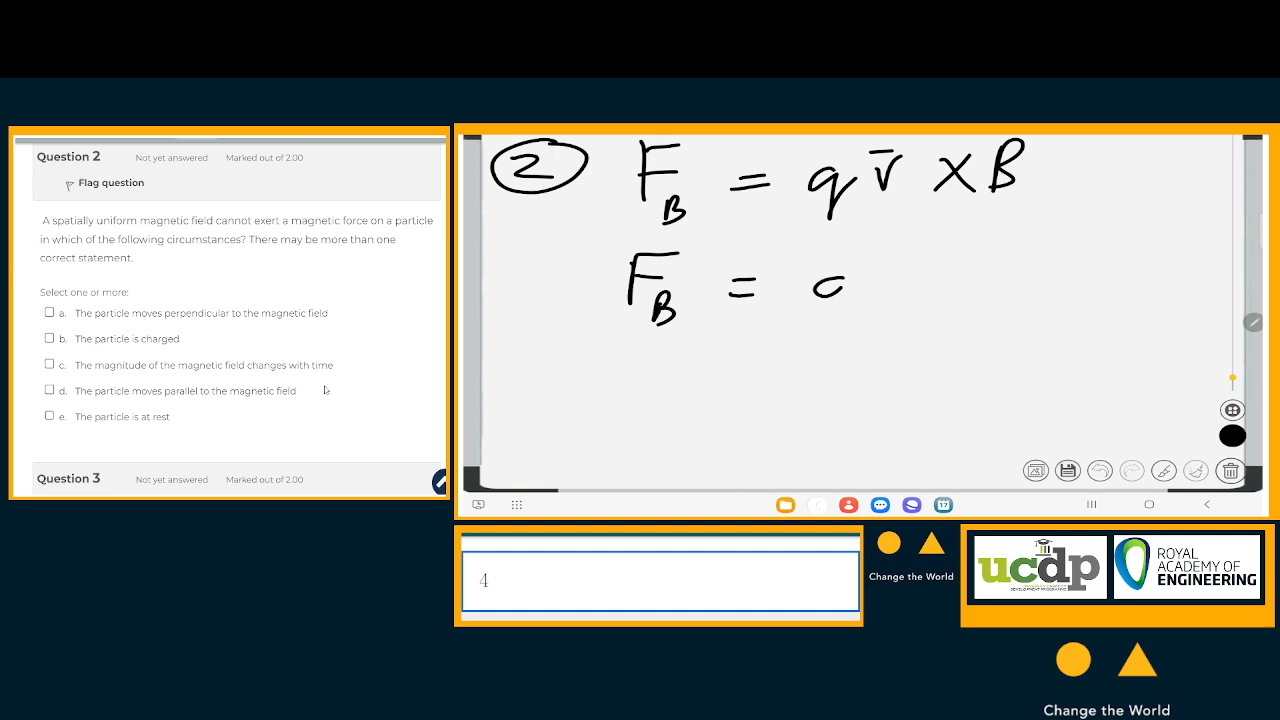 Question 2 Not yet answered Marked out of 2.00
Flag question
A spatially uniform magnetic field cannot exert a magnetic force on a particle
in which of the following circumstances? There may be more than one
correct statement.
Select one or more:
a. The particle moves perpendicular to the magnetic field
b. The particle is charged
c. The magnitude of the magnetic field changes with time
d. The particle moves parallel to the magnetic field
e. The particle is at rest
Question 3 Not yet answered Marked out of 2.00
2 F_B = q v̄ × B
F_B =
17
4
Change the World
ucdp
ROYAL
ACADEMY OF
ENGINEERING
Change the World